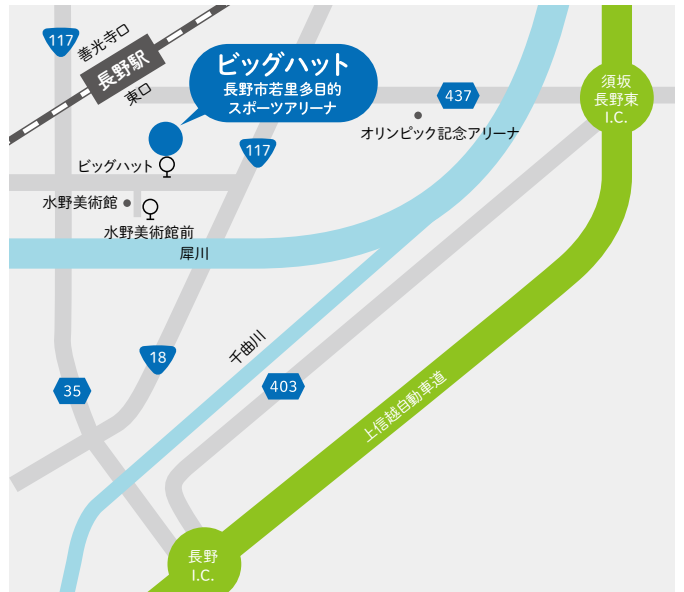 117
善光寺口
長野駅
東口
ビッグハット
長野市若里多目的
スポーツアリーナ
437
須坂
長野東
I.C.
オリンピック記念アリーナ
117
ビッグハット
水野美術館
水野美術館前
犀川
千曲川
18
35
403
上信越自動車道
長野
I.C.